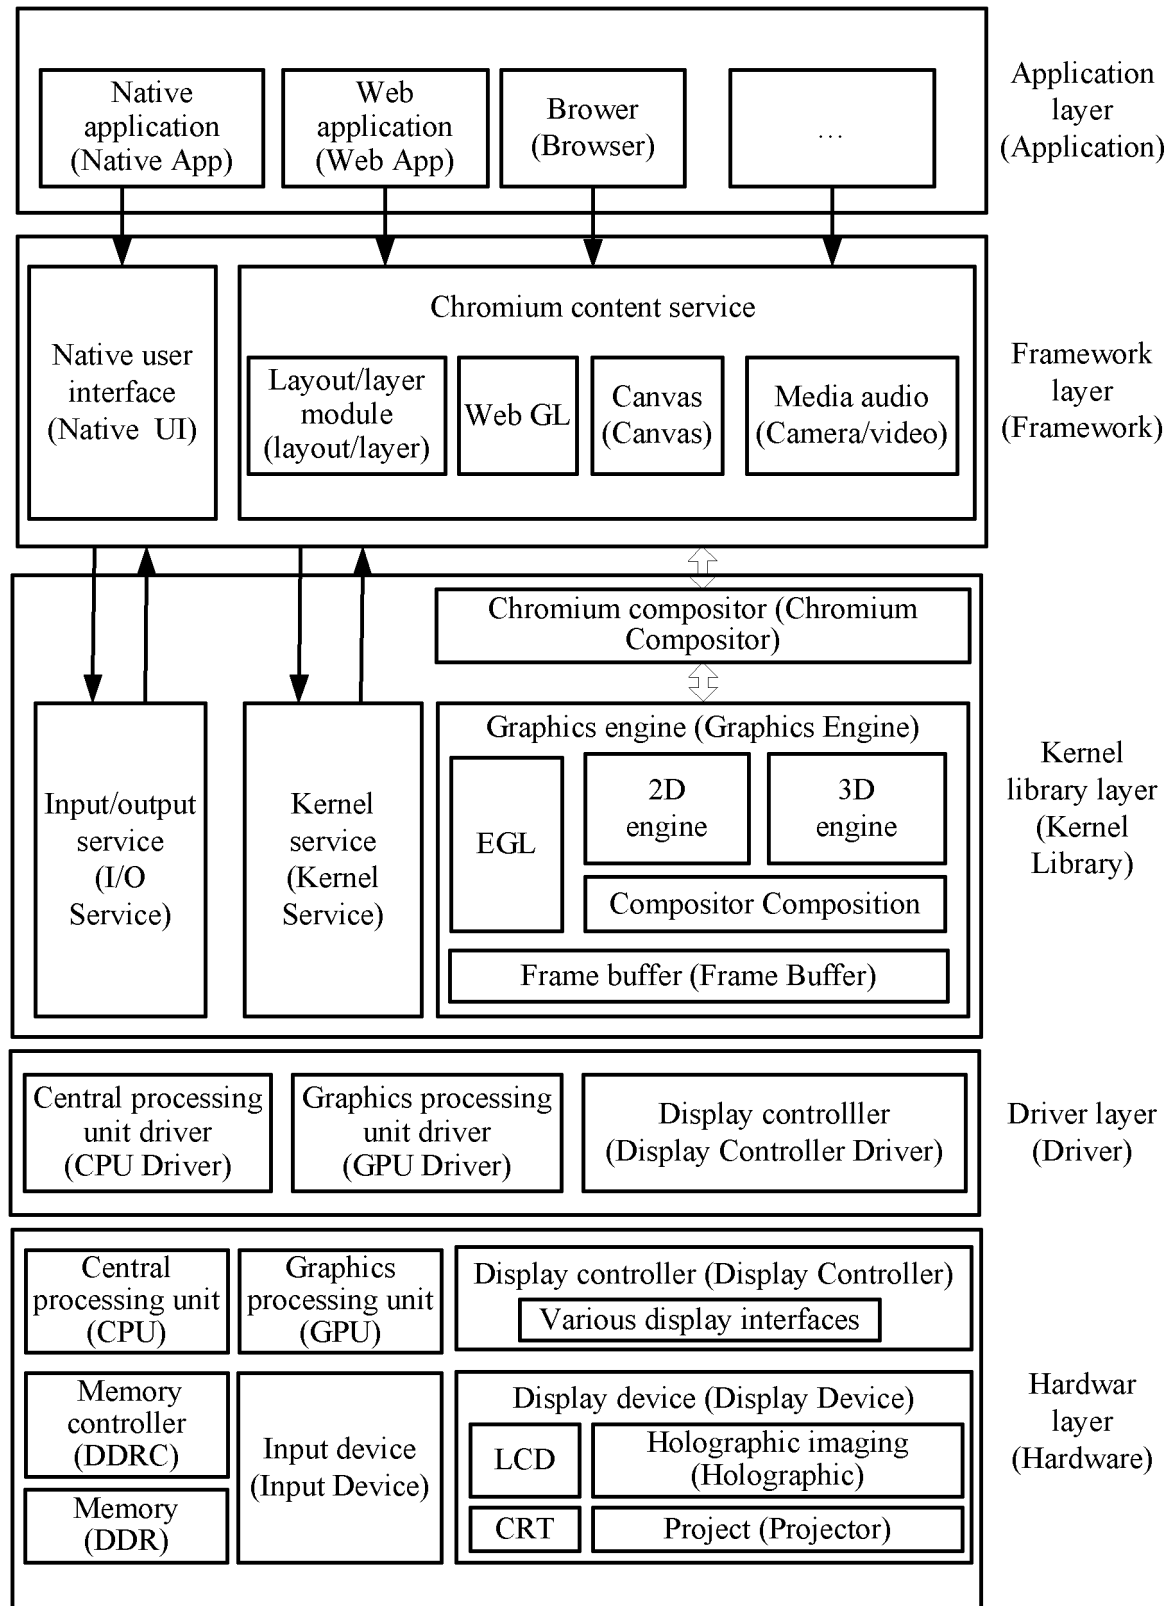 Native
application
(Native App)
Web
application
(Web App)
Brower
(Browser)
...
Application
layer
(Application)
Native user
interface
(Native UI)
Chromium content service
Layout/layer
module
(layout/layer)
Web GL
Canvas
(Canvas)
Media audio
(Camera/video)
Framework
layer
(Framework)
Chromium compositor (Chromium
Compositor)
Input/output
service
(I/O
Service)
Kernel
service
(Kernel
Service)
Graphics engine (Graphics Engine)
EGL
2D
engine
3D
engine
Compositor Composition
Frame buffer (Frame Buffer)
Kernel
library layer
(Kernel
Library)
Central processing
unit driver
(CPU Driver)
Graphics processing
unit driver
(GPU Driver)
Display controlller
(Display Controller Driver)
Driver layer
(Driver)
Central
processing unit
(CPU)
Graphics
processing unit
(GPU)
Display controller (Display Controller)
Various display interfaces
Memory
controller
(DDRC)
Memory
(DDR)
Input device
(Input Device)
Display device (Display Device)
LCD
Holographic imaging
(Holographic)
CRT
Project (Projector)
Hardwar
layer
(Hardware)